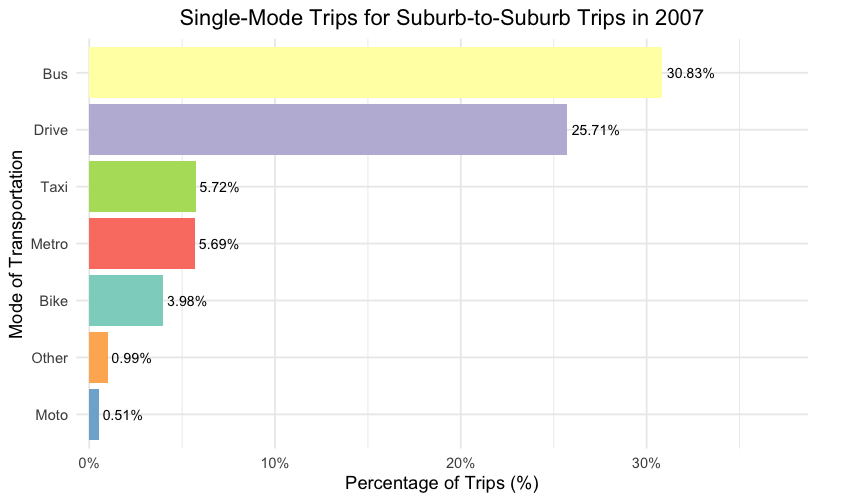 Single-Mode Trips for Suburb-to-Suburb Trips in 2007
Mode of Transportation
Bus 30.83%
Drive 25.71%
Taxi 5.72%
Metro 5.69%
Bike 3.98%
Other 0.99%
Moto 0.51%
0% 10% 20% 30%
Percentage of Trips (%)